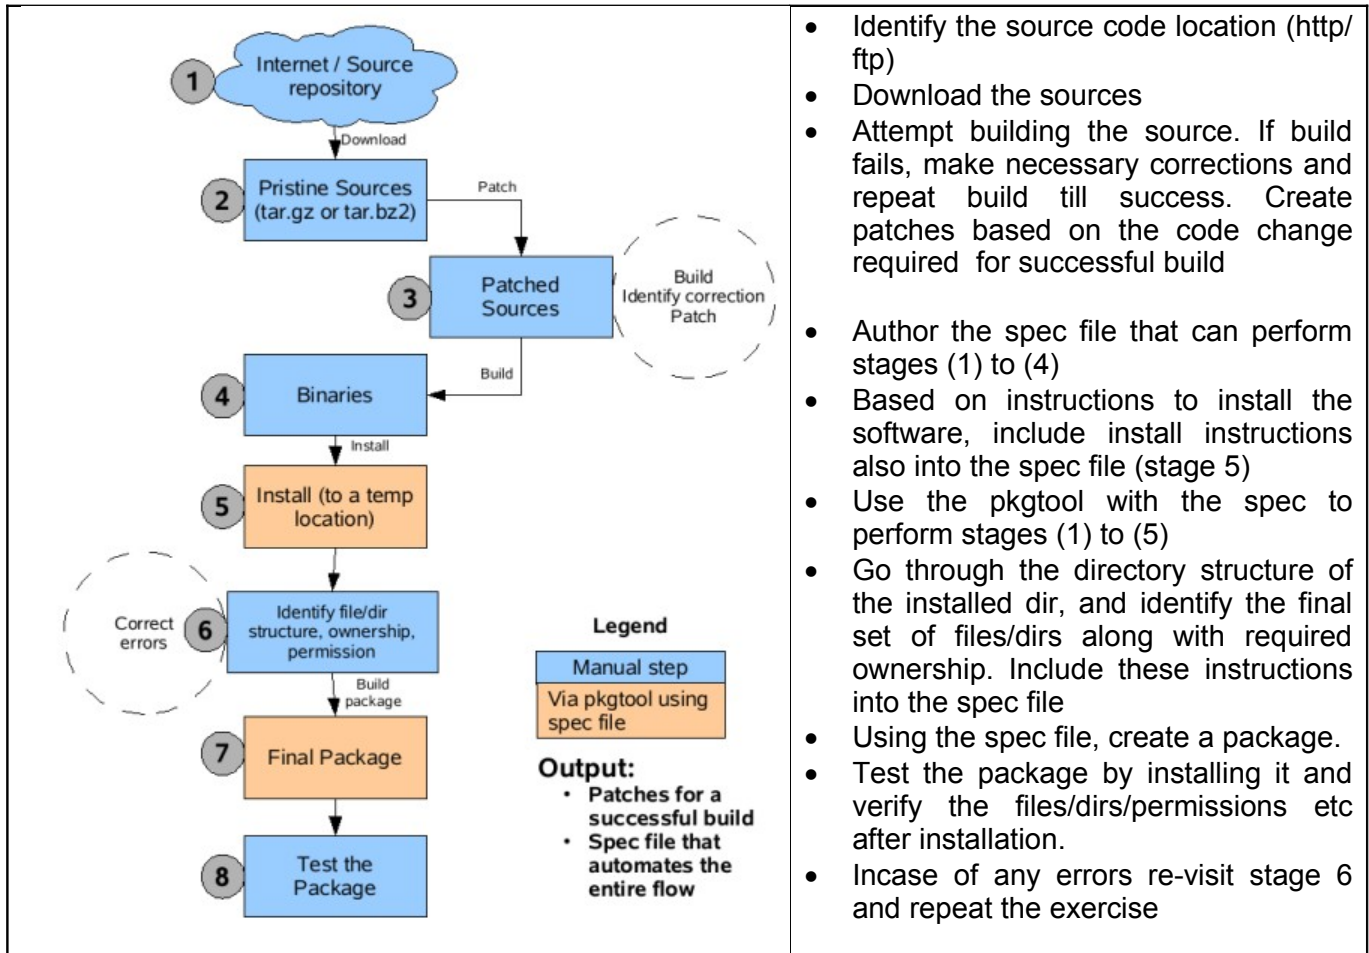 1
Internet / Source
repository
Download
2
Pristine Sources
(tar.gz or tar.bz2)
Patch
3
Patched
Sources
Build
Identify correction
Patch
Build
4
Binaries
Install
5
Install (to a temp
location)
Correct
errors
6
Identify file/dir
structure, ownership,
permission
Build
package
7
Final Package
8
Test the
Package
Legend
Manual step
Via pkgtool using
spec file
Output:
• Patches for a
successful build
• Spec file that
automates the
entire flow
• Identify the source code location (http/
ftp)
• Download the sources
• Attempt building the source. If build
fails, make necessary corrections and
repeat build till success. Create
patches based on the code change
required for successful build
• Author the spec file that can perform
stages (1) to (4)
• Based on instructions to install the
software, include install instructions
also into the spec file (stage 5)
• Use the pkgtool with the spec to
perform stages (1) to (5)
• Go through the directory structure of
the installed dir, and identify the final
set of files/dirs along with required
ownership. Include these instructions
into the spec file
• Using the spec file, create a package.
• Test the package by installing it and
verify the files/dirs/permissions etc
after installation.
• Incase of any errors re-visit stage 6
and repeat the exercise